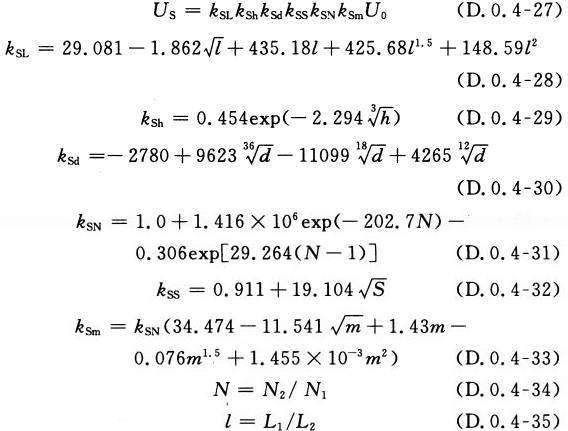 U_S = k_SL k_Sh k_Sd k_SS k_SN k_Sm U_0 (D.0.4-27)
k_SL = 29.081 − 1.862√l + 435.18l + 425.68l^1.5 + 148.59l^2
(D.0.4-28)
k_Sh = 0.454exp(− 2.294 ∛h) (D.0.4-29)
k_Sd = − 2780 + 9623 ³⁶√d − 11099 ¹⁸√d + 4265 ¹²√d
(D.0.4-30)
k_SN = 1.0 + 1.416 × 10^6 exp(− 202.7N) −
0.306exp[29.264(N − 1)] (D.0.4-31)
k_SS = 0.911 + 19.104 √S (D.0.4-32)
k_Sm = k_SN(34.474 − 11.541 √m + 1.43m −
0.076m^1.5 + 1.455 × 10^−3 m^2) (D.0.4-33)
N = N_2 / N_1 (D.0.4-34)
l = L_1 / L_2 (D.0.4-35)